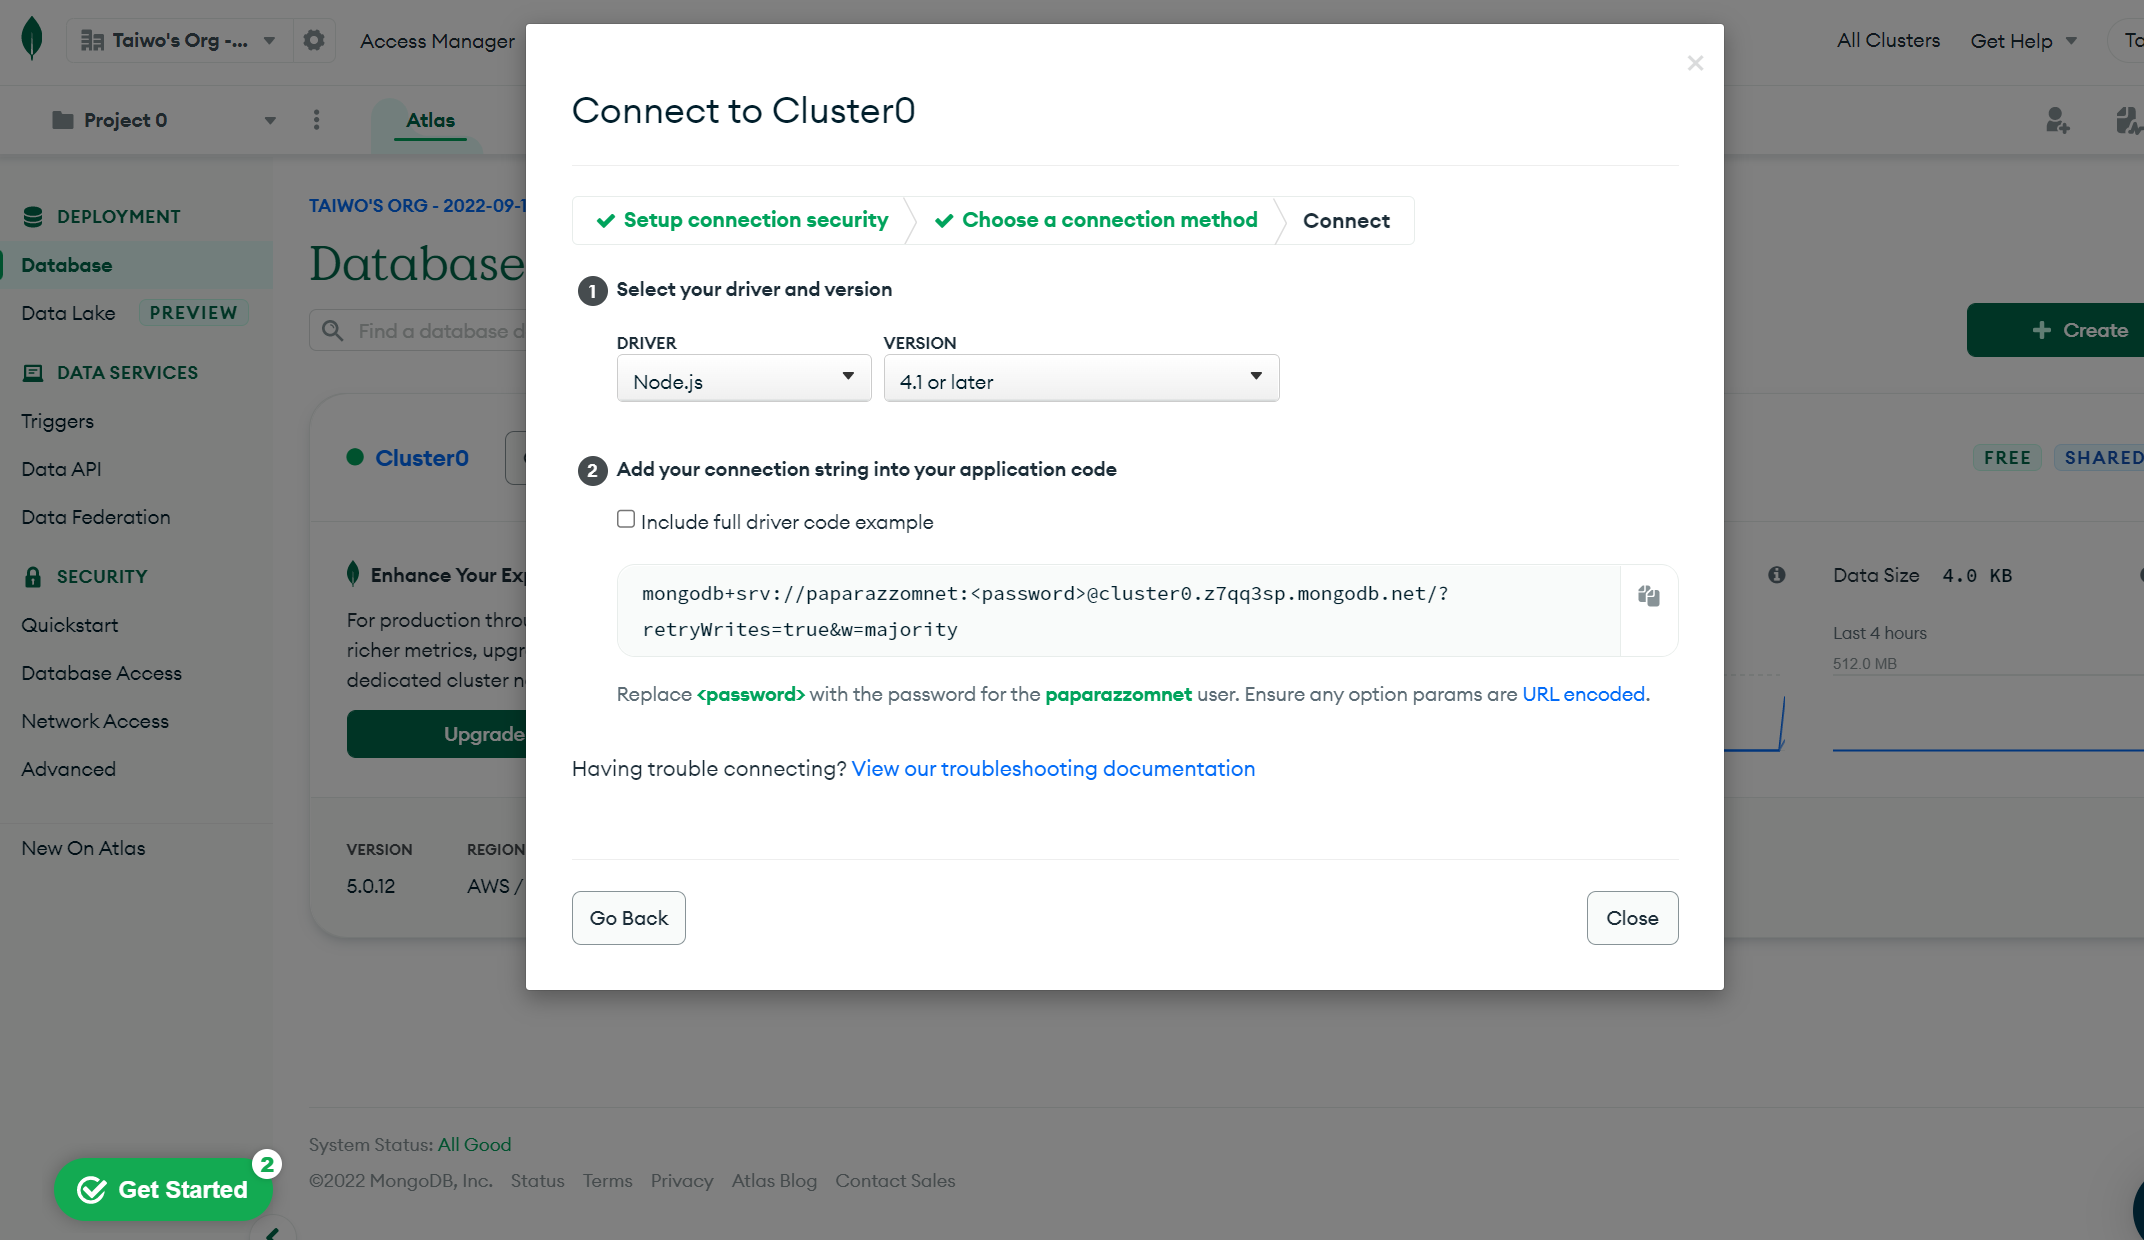 Taiwo's Org -...
Access Manager
All Clusters
Get Help
Project 0
Atlas
DEPLOYMENT
Database
Data Lake PREVIEW
DATA SERVICES
Triggers
Data API
Data Federation
SECURITY
Quickstart
Database Access
Network Access
Advanced
New On Atlas
TAIWO'S ORG - 2022-09-1
Database
Find a database d
Cluster0
Enhance Your Exp
For production throu
richer metrics, upgr
dedicated cluster n
Upgrade
VERSION REGION
5.0.12 AWS /
Connect to Cluster0
Setup connection security
Choose a connection method
Connect
1 Select your driver and version
DRIVER VERSION
Node.js 4.1 or later
2 Add your connection string into your application code
Include full driver code example
mongodb+srv://paparazzomnet:<password>@cluster0.z7qq3sp.mongodb.net/?
retryWrites=true&w=majority
Replace <password> with the password for the paparazzomnet user. Ensure any option params are URL encoded.
Having trouble connecting? View our troubleshooting documentation
Go Back
Close
+ Create
FREE SHARED
Data Size 4.0 KB
Last 4 hours
512.0 MB
System Status: All Good
©2022 MongoDB, Inc. Status Terms Privacy Atlas Blog Contact Sales
Get Started
2